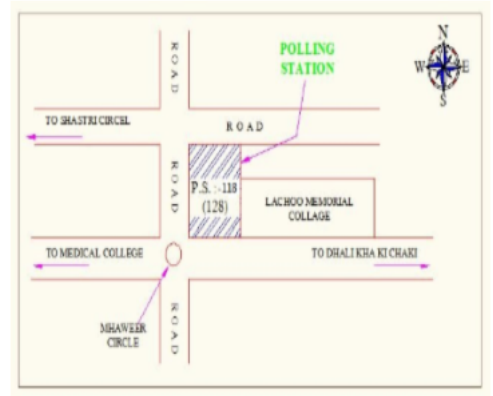 N
W E
S
POLLING
STATION
ROAD
TO SHASTRI CIRCEL
ROAD
ROAD
P.S. :-118
(128)
LACHOO MEMORIAL
COLLAGE
TO MEDICAL COLLEGE
TO DHALI KHA KI CHAKI
MHAWEER
CIRCLE
ROAD